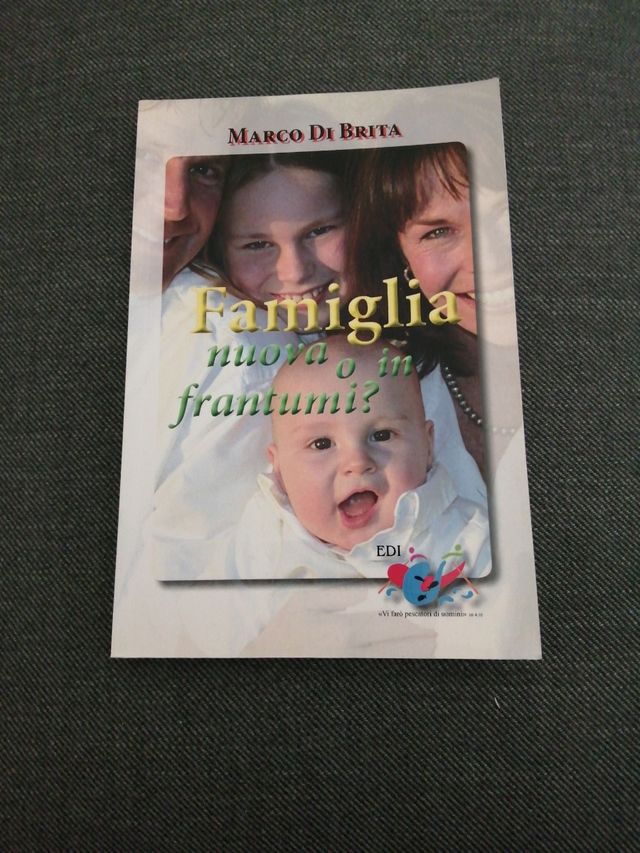 MARCO DI BRITA
Famiglia
nuova o in
frantumi?
EDI
«Vi farò pescatori di uomini»